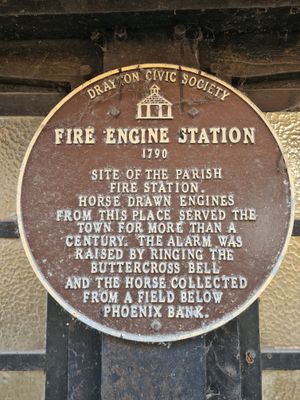 DRAYTON CIVIC SOCIETY
FIRE ENGINE STATION
1790
SITE OF THE PARISH
FIRE STATION.
HORSE DRAWN ENGINES
FROM THIS PLACE SERVED THE
TOWN FOR MORE THAN A
CENTURY. THE ALARM WAS
RAISED BY RINGING THE
BUTTERCROSS BELL
AND THE HORSE COLLECTED
FROM A FIELD BELOW
PHOENIX BANK.